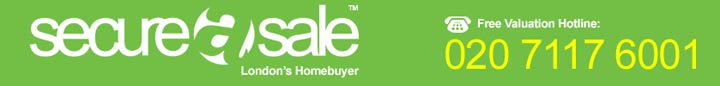 secure a sale™
London's Homebuyer
Free Valuation Hotline:
020 7117 6001